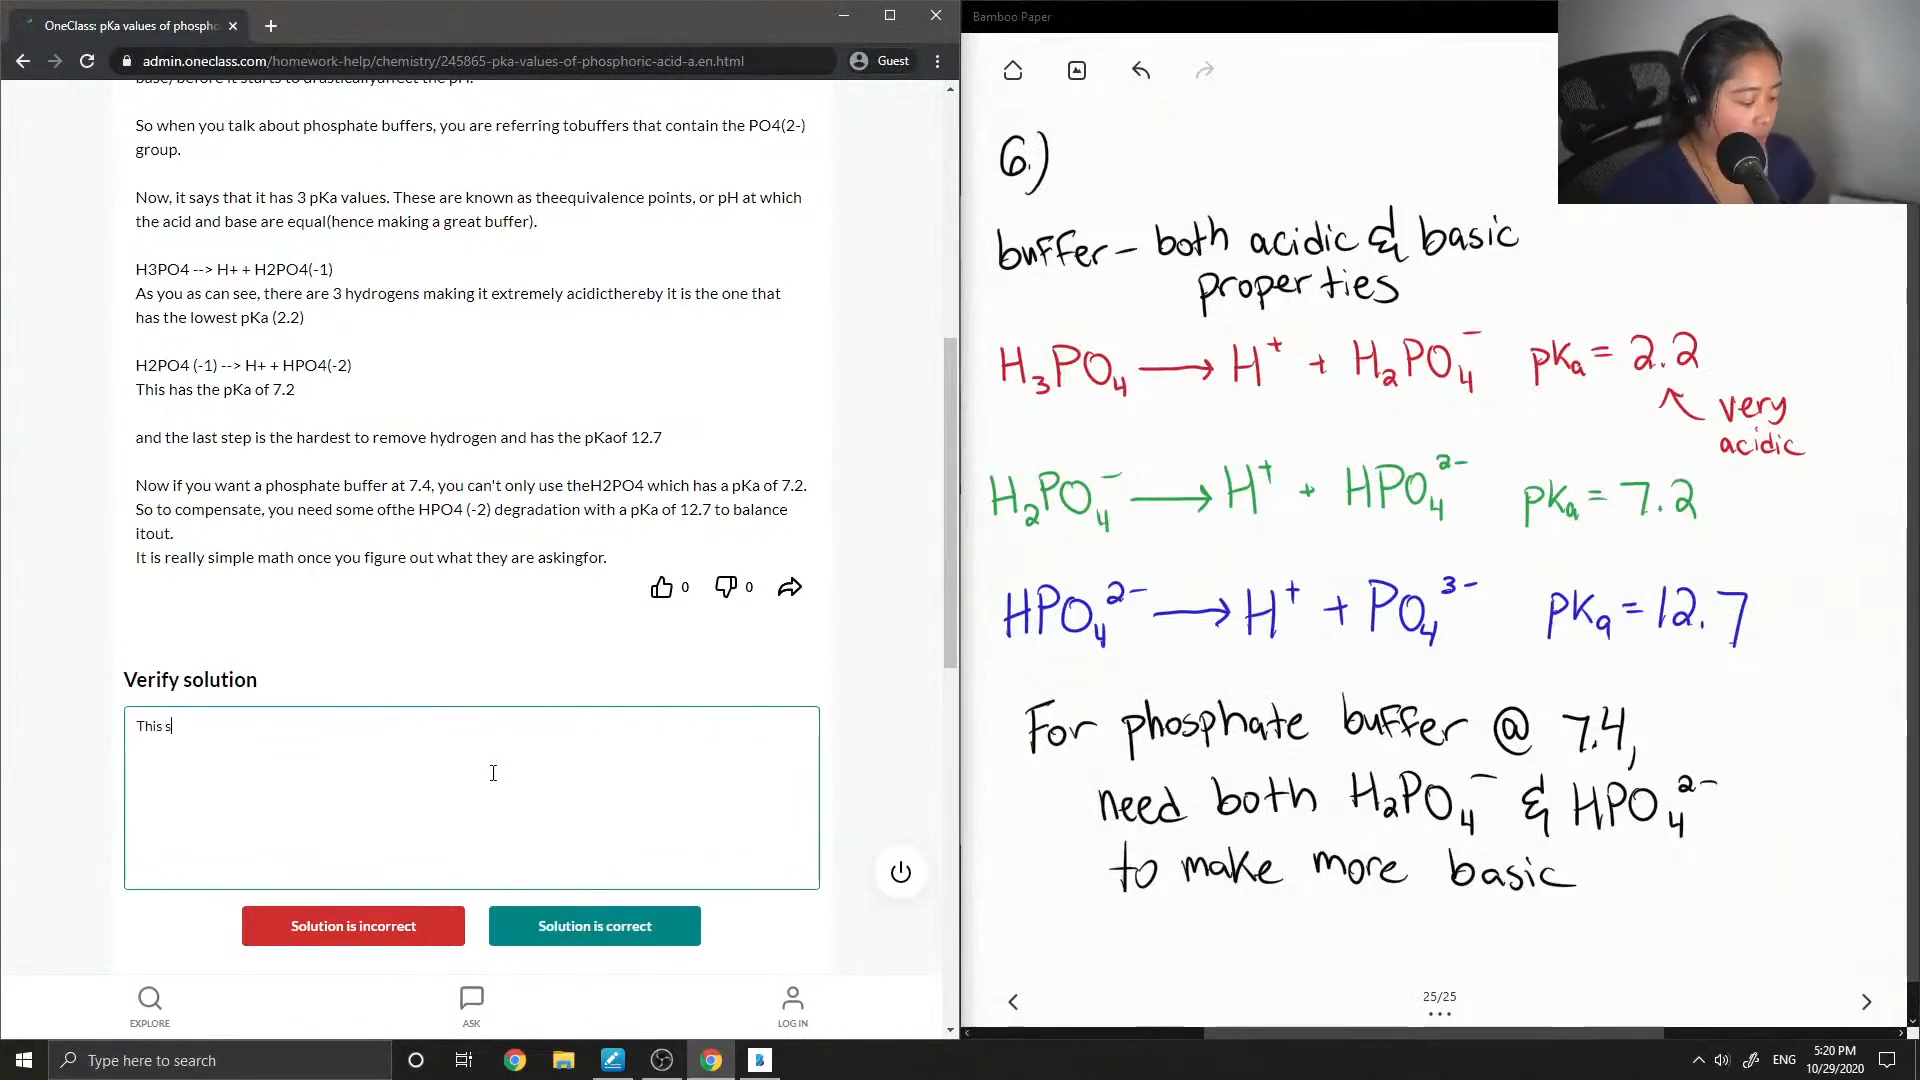 OneClass: pKa values of phospho
admin.oneclass.com/homework-help/chemistry/245865-pka-values-of-phosphoric-acid-a.en.html
Guest
base) before it starts to drasticallyaffect the pH.
So when you talk about phosphate buffers, you are referring tobuffers that contain the PO4(2-)
group.
Now, it says that it has 3 pKa values. These are known as theequivalence points, or pH at which
the acid and base are equal(hence making a great buffer).
H3PO4 --> H+ + H2PO4(-1)
As you as can see, there are 3 hydrogens making it extremely acidicthereby it is the one that
has the lowest pKa (2.2)
H2PO4 (-1) --> H+ + HPO4(-2)
This has the pKa of 7.2
and the last step is the hardest to remove hydrogen and has the pKaof 12.7
Now if you want a phosphate buffer at 7.4, you can't only use theH2PO4 which has a pKa of 7.2.
So to compensate, you need some ofthe HPO4 (-2) degradation with a pKa of 12.7 to balance
itout.
It is really simple math once you figure out what they are askingfor.
0 0
Verify solution
This s
Solution is incorrect Solution is correct
EXPLORE ASK LOG IN
Bamboo Paper
6.)
buffer – both acidic & basic
properties
H₃PO₄ → H⁺ + H₂PO₄⁻ pKa = 2.2
very
acidic
H₂PO₄⁻ → H⁺ + HPO₄²⁻ pKa = 7.2
HPO₄²⁻ → H⁺ + PO₄³⁻ pKa = 12.7
For phosphate buffer @ 7.4,
need both H₂PO₄⁻ & HPO₄²⁻
to make more basic
25/25
Type here to search
ENG
5:20 PM
10/29/2020